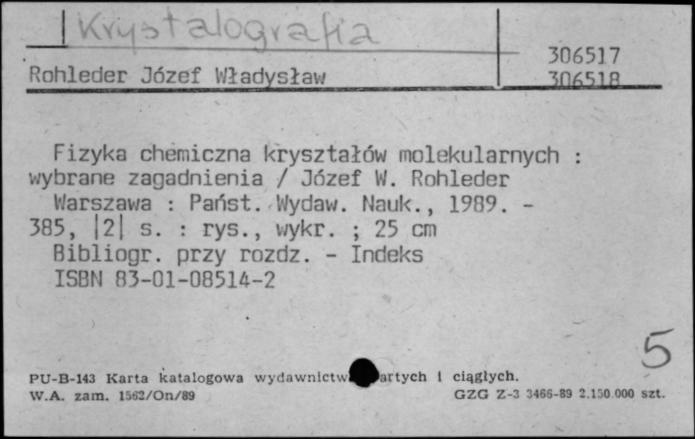 Krystalografia
306517
Rohleder Józef Władysław
306518
Fizyka chemiczna kryształów molekularnych :
wybrane zagadnienia / Józef W. Rohleder
Warszawa : Państ. Wydaw. Nauk., 1989. -
385, |2| s. : rys., wykr. ; 25 cm
Bibliogr. przy rozdz. - Indeks
ISBN 83-01-08514-2
5
PU-B-143 Karta katalogowa wydawnictw artych i ciągłych.
W.A. zam. 1562/On/89 GZG Z-3 3466-89 2.150.000 szt.